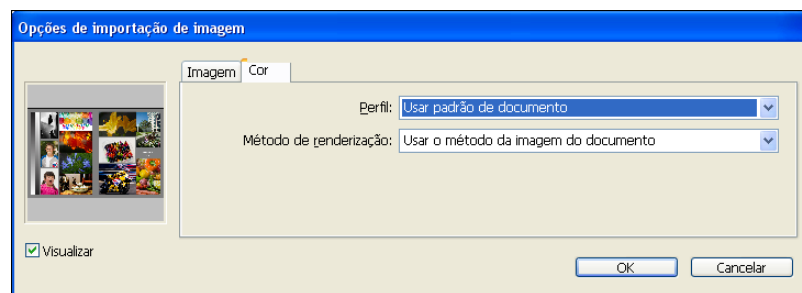 Opções de importação de imagem
Imagem Cor
Perfil: Usar padrão de documento
Método de renderização: Usar o método da imagem do documento
Visualizar
OK Cancelar